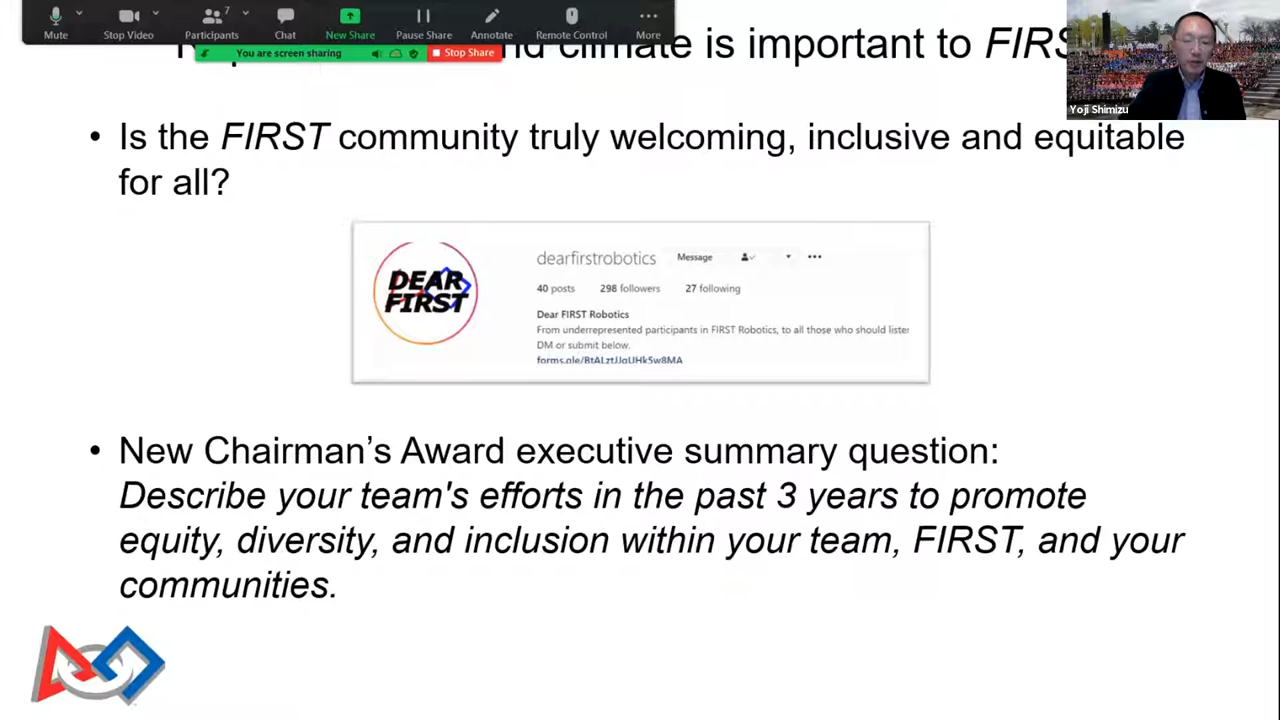 7
Mute
Stop Video
Participants
Chat
New Share
Pause Share
Annotate
Remote Control
More
You are screen sharing
Stop Share
climate is important to FIRS
Yoji Shimizu
• Is the FIRST community truly welcoming, inclusive and equitable
for all?
DEAR
FIRST
dearfirstrobotics
Message
40 posts 298 followers 27 following
Dear FIRST Robotics
From underrepresented participants in FIRST Robotics, to all those who should lister
DM or submit below.
forms.gle/BtALztJJqUHk5w8MA
• New Chairman's Award executive summary question:
Describe your team's efforts in the past 3 years to promote
equity, diversity, and inclusion within your team, FIRST, and your
communities.